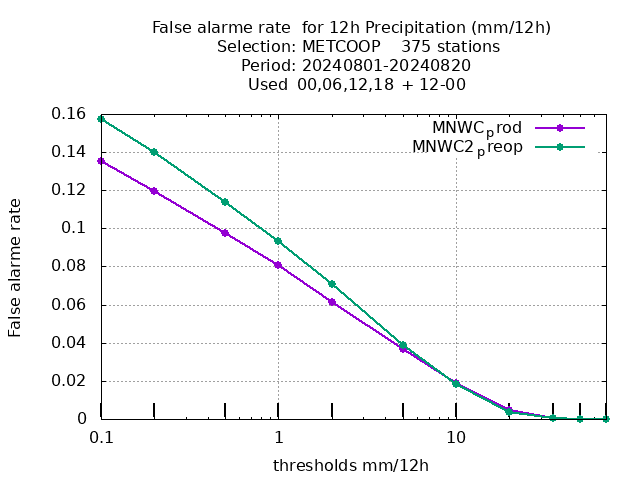 False alarme rate  for 12h Precipitation (mm/12h)
Selection: METCOOP    375 stations
Period: 20240801-20240820
Used  00,06,12,18 + 12-00
MNWCprod
MNWC2preop
0.16
0.14
0.12
0.1
0.08
0.06
0.04
0.02
0
False alarme rate
0.1
1
10
thresholds mm/12h